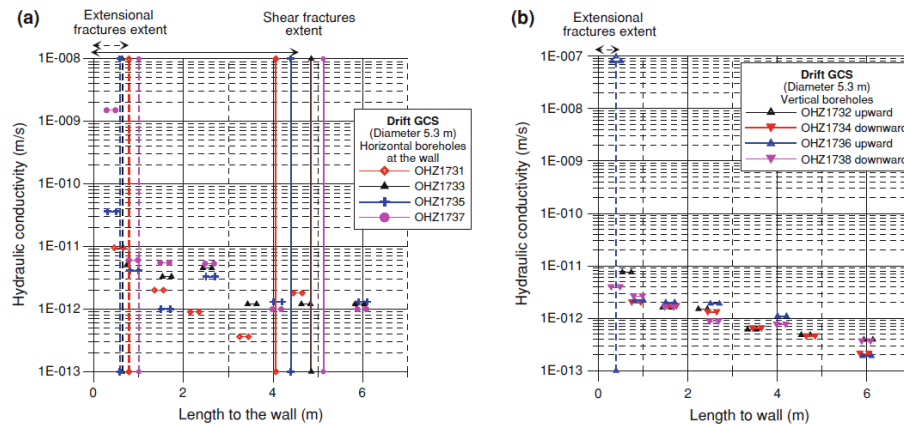 (a)
Extensional
fractures extent
Shear fractures
extent
1E-008
1E-009
1E-010
1E-011
1E-012
1E-013
Hydraulic conductivity (m/s)
0
2
4
6
Length to the wall (m)
Drift GCS
(Diameter 5.3 m)
Horizontal boreholes
at the wall
OHZ1731
OHZ1733
OHZ1735
OHZ1737
(b)
Extensional
fractures extent
1E-007
1E-008
1E-009
1E-010
1E-011
1E-012
1E-013
Hydraulic conductivity (m/s)
0
2
4
6
Length to wall (m)
Drift GCS
(Diameter 5.3 m)
Vertical boreholes
OHZ1732 upward
OHZ1734 downward
OHZ1736 upward
OHZ1738 downward